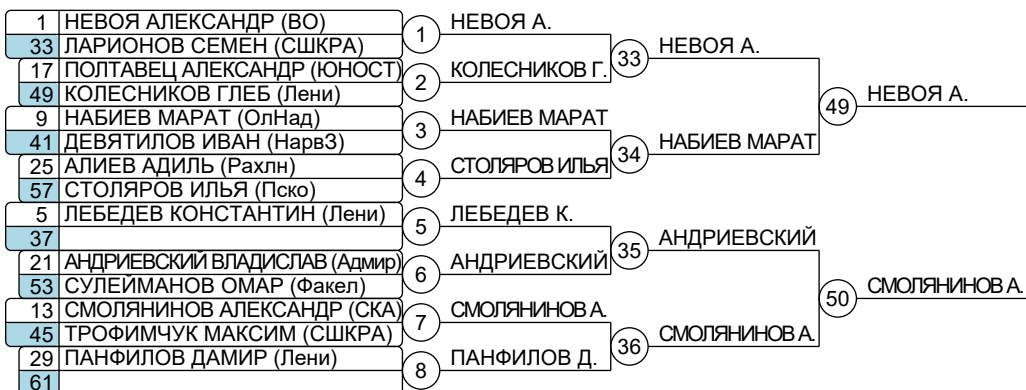 1 НЕВОЯ АЛЕКСАНДР (ВО)
33 ЛАРИОНОВ СЕМЕН (СШКРА)
17 ПОЛТАВЕЦ АЛЕКСАНДР (ЮНОСТ)
49 КОЛЕСНИКОВ ГЛЕБ (Лени)
9 НАБИЕВ МАРАТ (ОлНад)
41 ДЕВЯТИЛОВ ИВАН (НарвЗ)
25 АЛИЕВ АДИЛЬ (Рахлн)
57 СТОЛЯРОВ ИЛЬЯ (Пско)
5 ЛЕБЕДЕВ КОНСТАНТИН (Лени)
37
21 АНДРИЕВСКИЙ ВЛАДИСЛАВ (Адмир)
53 СУЛЕЙМАНОВ ОМАР (Факел)
13 СМОЛЯНИНОВ АЛЕКСАНДР (СКА)
45 ТРОФИМЧУК МАКСИМ (СШКРА)
29 ПАНФИЛОВ ДАМИР (Лени)
61
1 НЕВОЯ А.
2 КОЛЕСНИКОВ Г.
3 НАБИЕВ МАРАТ
4 СТОЛЯРОВ ИЛЬЯ
5 ЛЕБЕДЕВ К.
6 АНДРИЕВСКИЙ
7 СМОЛЯНИНОВ А.
8 ПАНФИЛОВ Д.
33 НЕВОЯ А.
34 НАБИЕВ МАРАТ
35 АНДРИЕВСКИЙ
36 СМОЛЯНИНОВ А.
49 НЕВОЯ А.
50 СМОЛЯНИНОВ А.